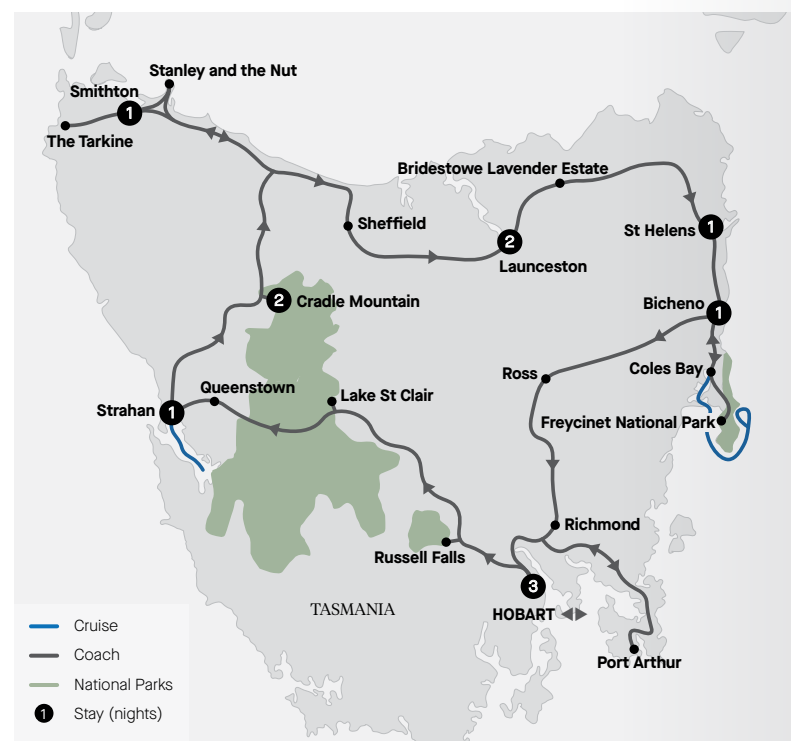 Stanley and the Nut
Smithton
1
The Tarkine
Bridestowe Lavender Estate
Sheffield
St Helens 1
2
Launceston
2 Cradle Mountain
Bicheno 1
Ross
Coles Bay
Queenstown
Lake St Clair
Strahan 1
Freycinet National Park
Richmond
Russell Falls
3
HOBART
TASMANIA
Port Arthur
Cruise
Coach
National Parks
1 Stay (nights)